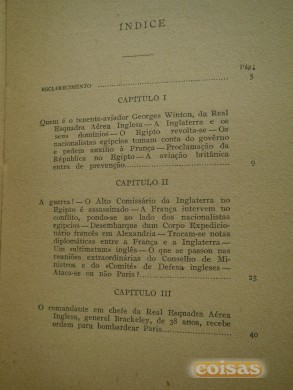 ÍNDICE
Pág.
ESCLARECIMENTO 5
CAPITULO I
Quem é o tenente-aviador Georges Winton, da Real
Esquadra Aérea Inglesa — A Inglaterra e os
seus domínios — O Egipto revolta-se — Os
nacionalistas egípcios tomam conta do govêrno
e pedem auxílio à França — Proclamação da
República no Egipto — A aviação britânica
entra de prevenção 9
CAPITULO II
A guerra! — O Alto Comissário da Inglaterra no
Egipto é assassinado — A França intervem no
conflito, pondo-se ao lado dos nacionalistas
egípcios — Desembarque dum Corpo Expedicio-
nário francês em Alexandria — Trocam-se notas
diplomáticas entre a França e a Inglaterra —
Um «ultimatum» inglês — O que se passou nas
reuniões extraordinárias do Conselho de Minis-
tros e do «Comité» de Defesa ingleses —
Ataca-se ou não Paris? 25
CAPITULO III
O comandante em chefe da Real Esquadra Aérea
Inglesa, general Brackeley, de 38 anos, recebe
ordem para bombardear Paris 40
coisas